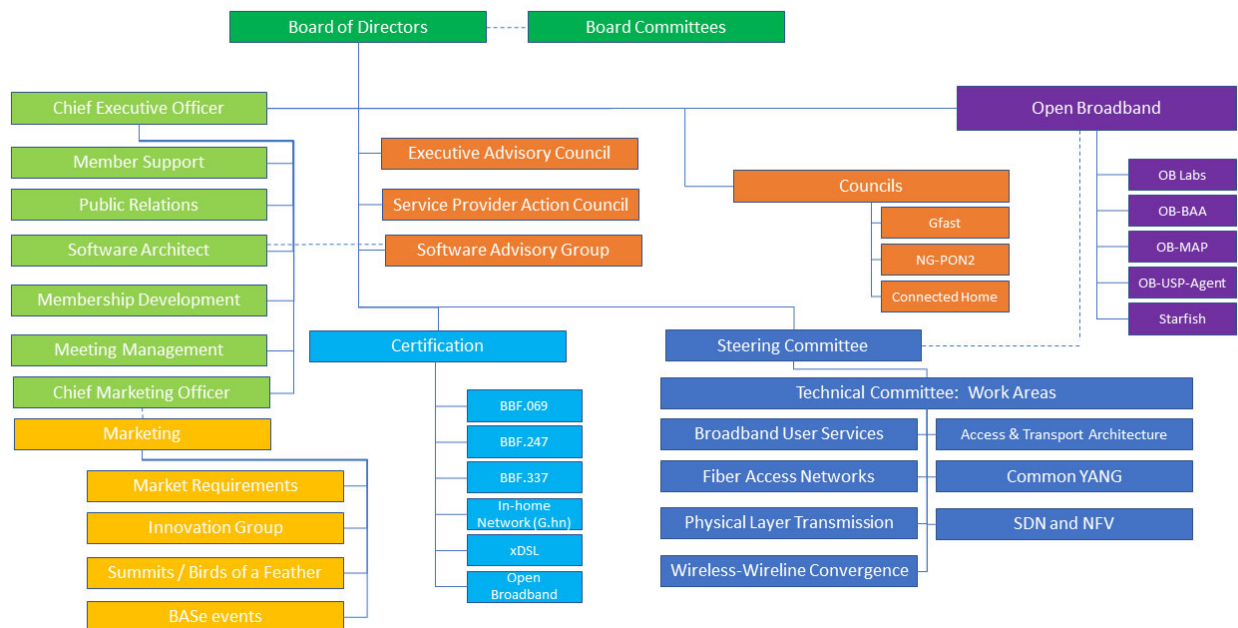 Board of Directors
Board Committees
Chief Executive Officer
Open Broadband
Member Support
Public Relations
Software Architect
Membership Development
Meeting Management
Chief Marketing Officer
Marketing
Market Requirements
Innovation Group
Summits / Birds of a Feather
BASe events
Executive Advisory Council
Service Provider Action Council
Software Advisory Group
Councils
Gfast
NG-PON2
Connected Home
OB Labs
OB-BAA
OB-MAP
OB-USP-Agent
Starfish
Certification
BBF.069
BBF.247
BBF.337
In-home
Network (G.hn)
xDSL
Open
Broadband
Steering Committee
Technical Committee: Work Areas
Broadband User Services
Access & Transport Architecture
Fiber Access Networks
Common YANG
Physical Layer Transmission
SDN and NFV
Wireless-Wireline Convergence